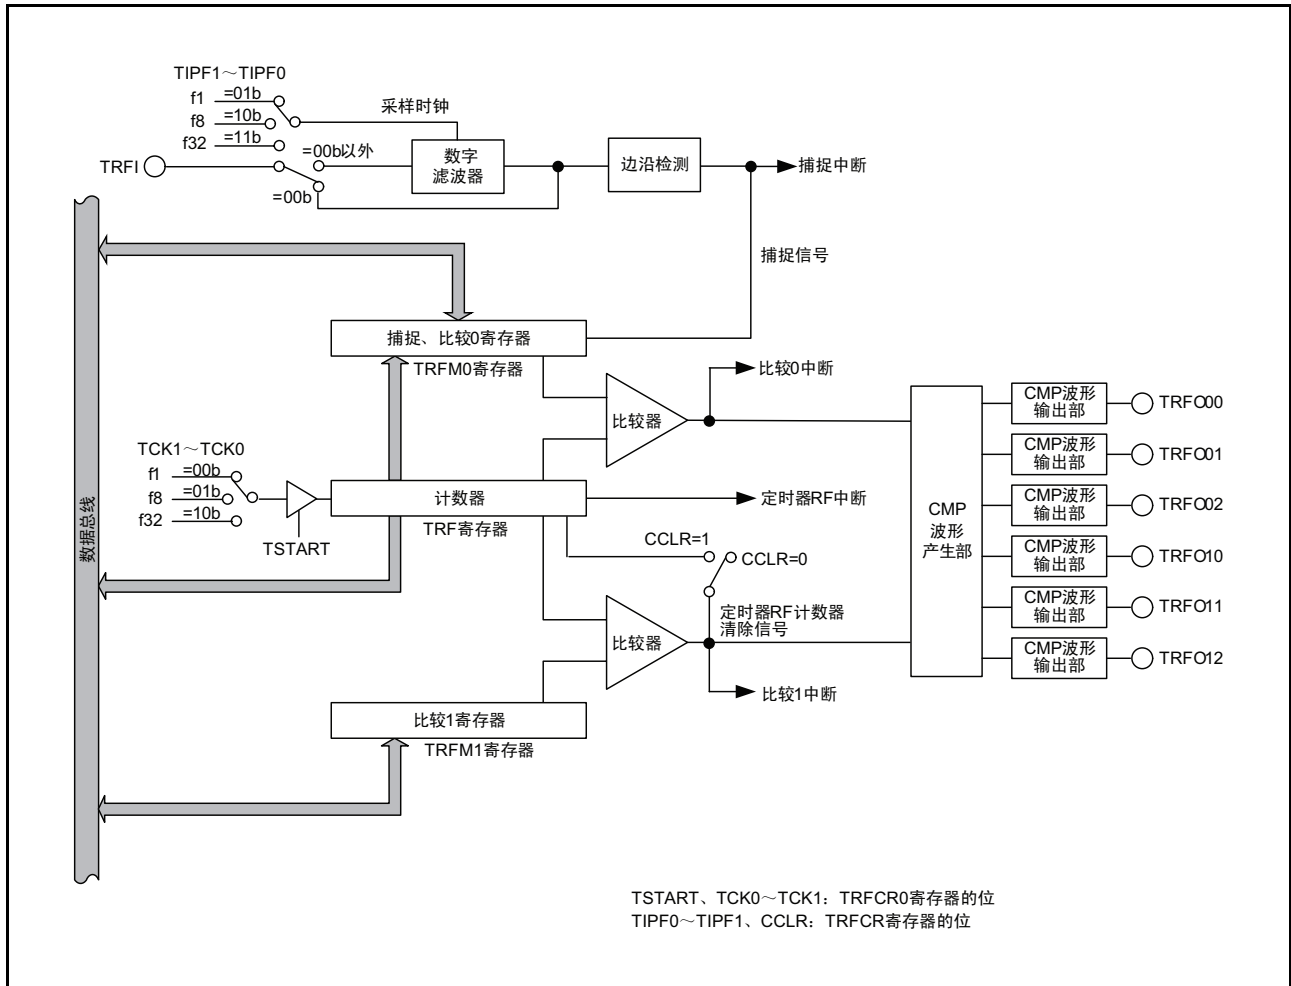 TIPF1～TIPF0
f1 =01b
f8 =10b
f32 =11b
采样时钟
TRFI
=00b以外
=00b
数字
滤波器
边沿检测
捕捉中断
捕捉信号
捕捉、比较0寄存器
TRFM0寄存器
比较0中断
比较器
TCK1～TCK0
f1 =00b
f8 =01b
f32 =10b
TSTART
计数器
TRF寄存器
定时器RF中断
CCLR=1
CCLR=0
定时器RF计数器
清除信号
比较器
比较1中断
比较1寄存器
TRFM1寄存器
数据总线
CMP
波形
产生部
CMP波形
输出部
TRFO00
CMP波形
输出部
TRFO01
CMP波形
输出部
TRFO02
CMP波形
输出部
TRFO10
CMP波形
输出部
TRFO11
CMP波形
输出部
TRFO12
TSTART、TCK0～TCK1：TRFCR0寄存器的位
TIPF0～TIPF1、CCLR：TRFCR寄存器的位